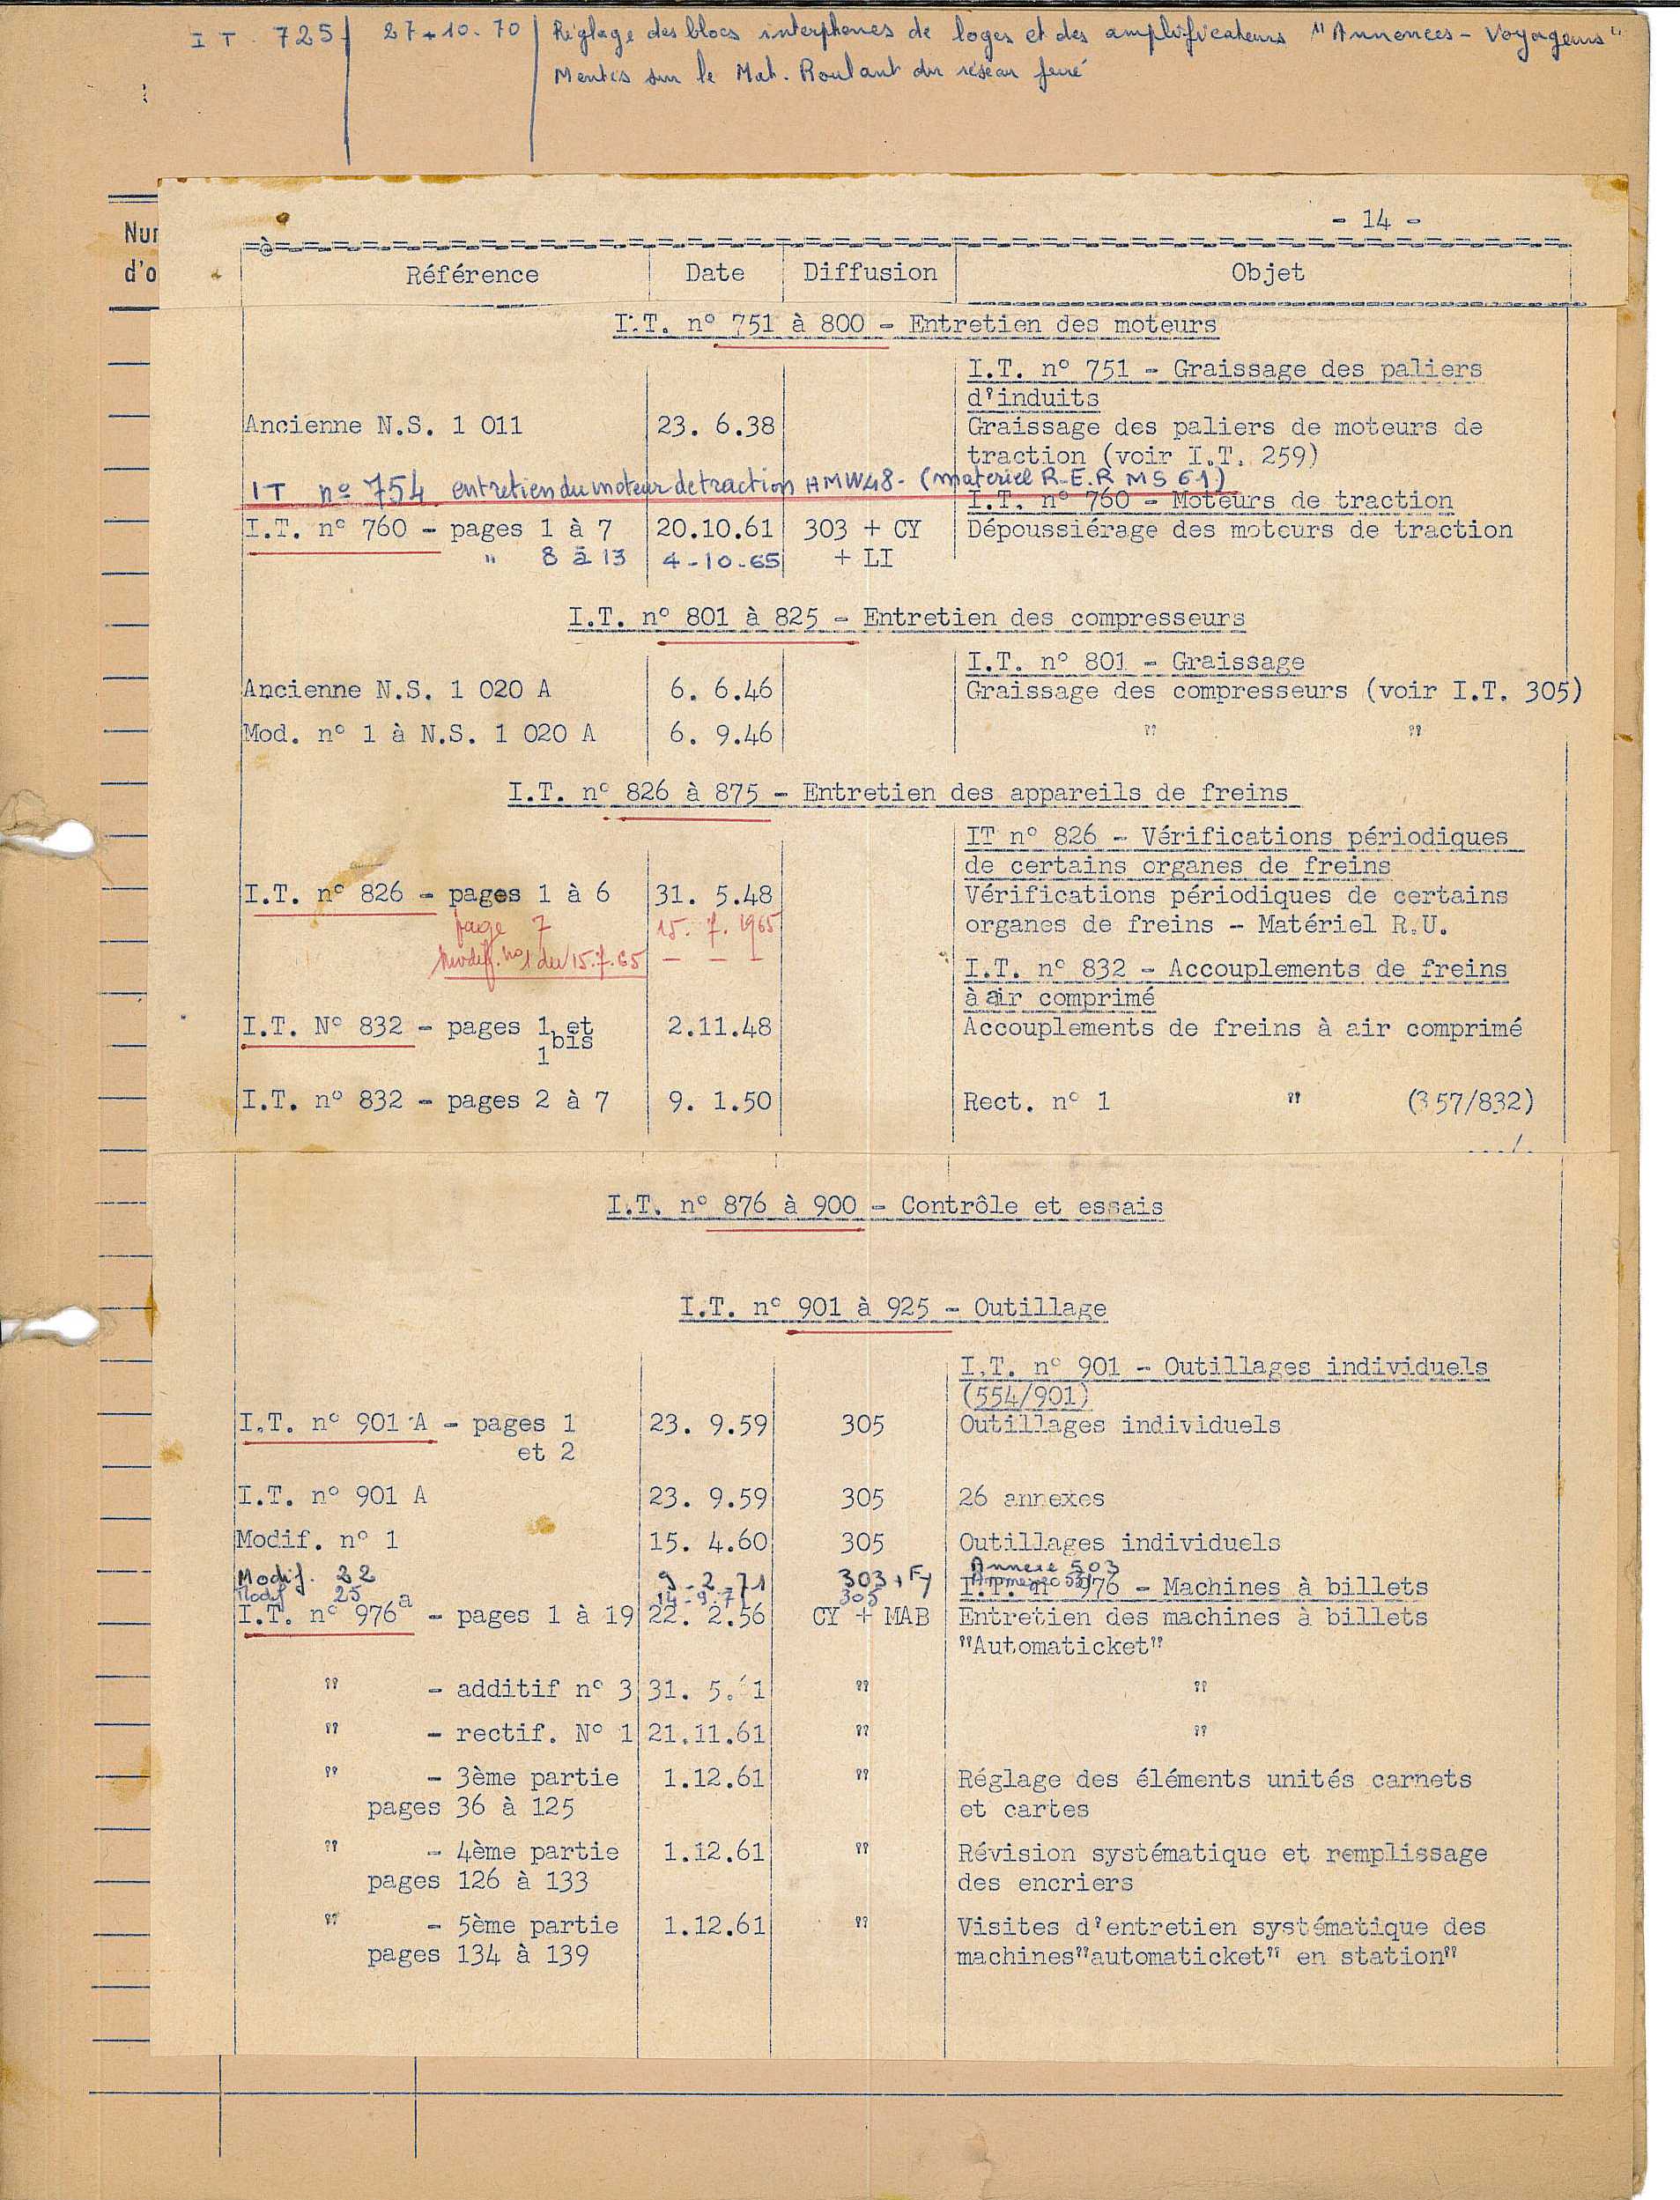 I T. 725 27-10-70 Réglage des blocs interphones de loges et des amplificateurs "Annonces - Voyageurs"
Montés sur le Mat. Roulant du réseau ferré
- 14 -
Nur
d'o
Référence Date Diffusion Objet
I.T. n° 751 à 800 - Entretien des moteurs
I.T. n° 751 - Graissage des paliers
d'induits
Ancienne N.S. 1 011 23. 6.38 Graissage des paliers de moteurs de
traction (voir I.T. 259)
IT nº 754 entretien du moteur de traction HMW48- (matériel R.E.R MS 61)
I.T. n° 760 - Moteurs de traction
I.T. n° 760 - pages 1 à 7 20.10.61 303 + CY Dépoussiérage des moteurs de traction
" 8 à 13 4-10-65 + LI
I.T. n° 801 à 825 - Entretien des compresseurs
I.T. n° 801 - Graissage
Ancienne N.S. 1 020 A 6. 6.46 Graissage des compresseurs (voir I.T. 305)
Mod. n° 1 à N.S. 1 020 A 6. 9.46 " "
I.T. n° 826 à 875 - Entretien des appareils de freins
IT n° 826 - Vérifications périodiques
de certains organes de freins
I.T. n° 826 - pages 1 à 6 31. 5.48 Vérifications périodiques de certains
page 7 15. 7. 1965 organes de freins - Matériel R.U.
Modif. no 1 du 15.7.65 — — —
I.T. n° 832 - Accouplements de freins
à air comprimé
I.T. N° 832 - pages 1 et 2.11.48 Accouplements de freins à air comprimé
1 bis
I.T. n° 832 - pages 2 à 7 9. 1.50 Rect. n° 1 " (357/832)
.../.
I.T. n° 876 à 900 - Contrôle et essais
I.T. n° 901 à 925 - Outillage
I.T. n° 901 - Outillages individuels
(554/901)
I.T. n° 901 A - pages 1 23. 9.59 305 Outillages individuels
et 2
I.T. n° 901 A 23. 9.59 305 26 annexes
Modif. n° 1 15. 4.60 305 Outillages individuels
Modif. 22 9-2-71 303 + Fy Annexe 503
Modif 25 14-9-71 305
I.T. n° 976 - Machines à billets
I.T. n° 976a - pages 1 à 19 22. 2.56 CY + MAB Entretien des machines à billets
"Automaticket"
" - additif n° 3 31. 5. 1 " "
" - rectif. N° 1 21.11.61 " "
" - 3ème partie 1.12.61 " Réglage des éléments unités carnets
pages 36 à 125 et cartes
" - 4ème partie 1.12.61 " Révision systématique et remplissage
pages 126 à 133 des encriers
" - 5ème partie 1.12.61 " Visites d'entretien systématique des
pages 134 à 139 machines"automaticket" en station"